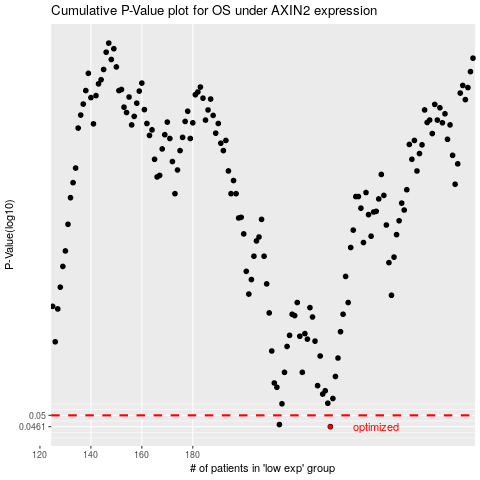 Cumulative P-Value plot for OS under AXIN2 expression
P-Value(log10)
0.05
0.0461
optimized
120 140 160 180
# of patients in 'low exp' group